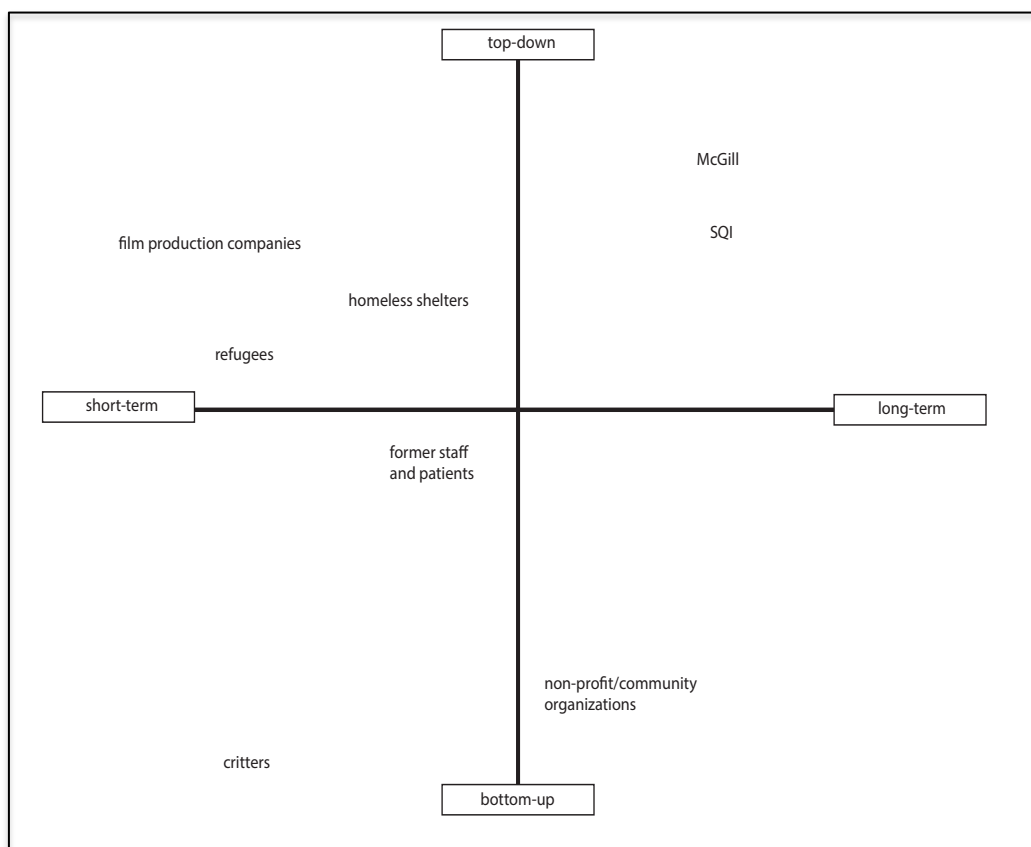 top-down
McGill
SQI
film production companies
homeless shelters
refugees
short-term
long-term
former staff
and patients
non-profit/community
organizations
critters
bottom-up